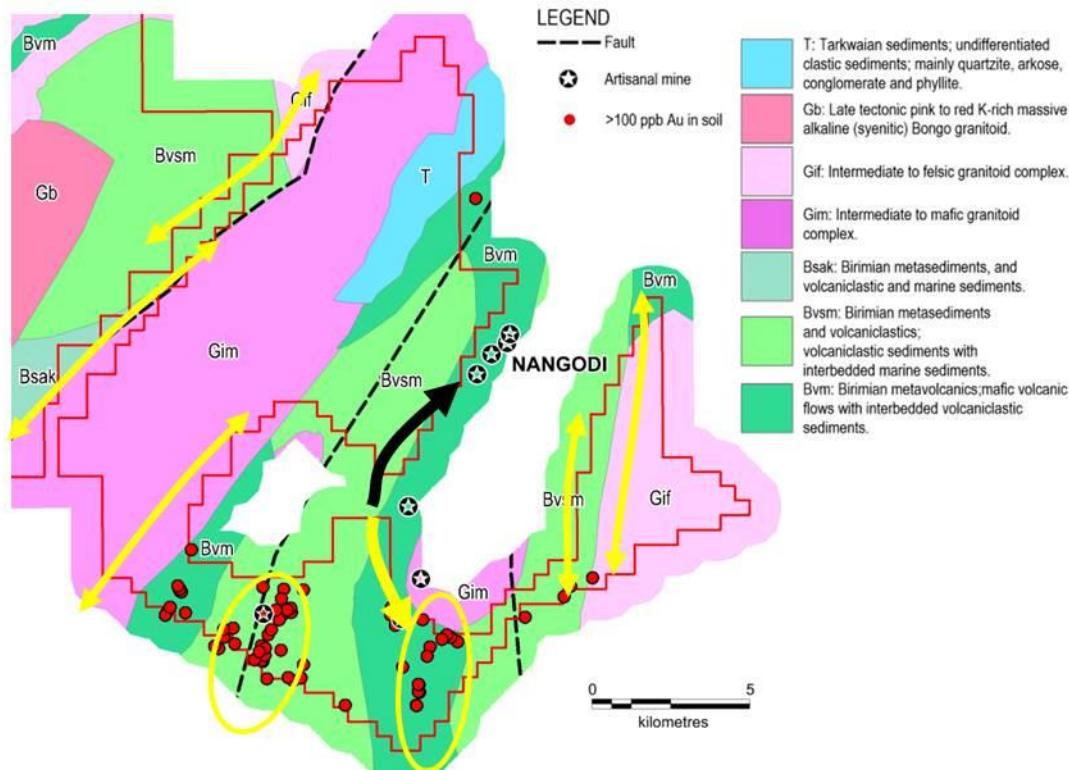 LEGEND
Fault
Artisanal mine
>100 ppb Au in soil
T: Tarkwaian sediments; undifferentiated
clastic sediments; mainly quartzite, arkose,
conglomerate and phyllite.
Gb: Late tectonic pink to red K-rich massive
alkaline (syenitic) Bongo granitoid.
Gif: Intermediate to felsic granitoid complex.
Gim: Intermediate to mafic granitoid
complex.
Bsak: Birimian metasediments, and
volcaniclastic and marine sediments.
Bvsm: Birimian metasediments
and volcaniclastics;
volcaniclastic sediments with
interbedded marine sediments.
Bvm: Birimian metavolcanics;mafic volcanic
flows with interbedded volcaniclastic
sediments.
Bvm
Gif
Bvsm
T
Gb
Bvm
Bvm
Gim
NANGODI
Bsak
Bvsm
Bvsm
Gif
Bvm
Gim
0 5
kilometres